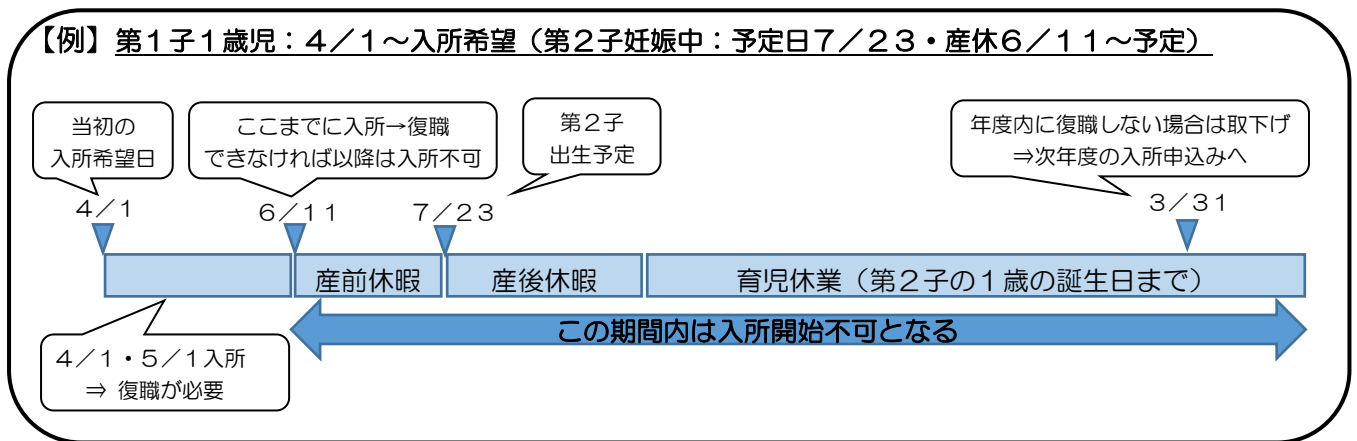 【例】第１子１歳児：４／１～入所希望（第２子妊娠中：予定日７／２３・産休６／１１～予定）
当初の
入所希望日
ここまでに入所→復職
できなければ以降は入所不可
第２子
出生予定
年度内に復職しない場合は取下げ
⇒次年度の入所申込みへ
４／１
６／１１
７／２３
３／３１
産前休暇
産後休暇
育児休業（第２子の１歳の誕生日まで）
この期間内は入所開始不可となる
４／１・５／１入所
⇒ 復職が必要